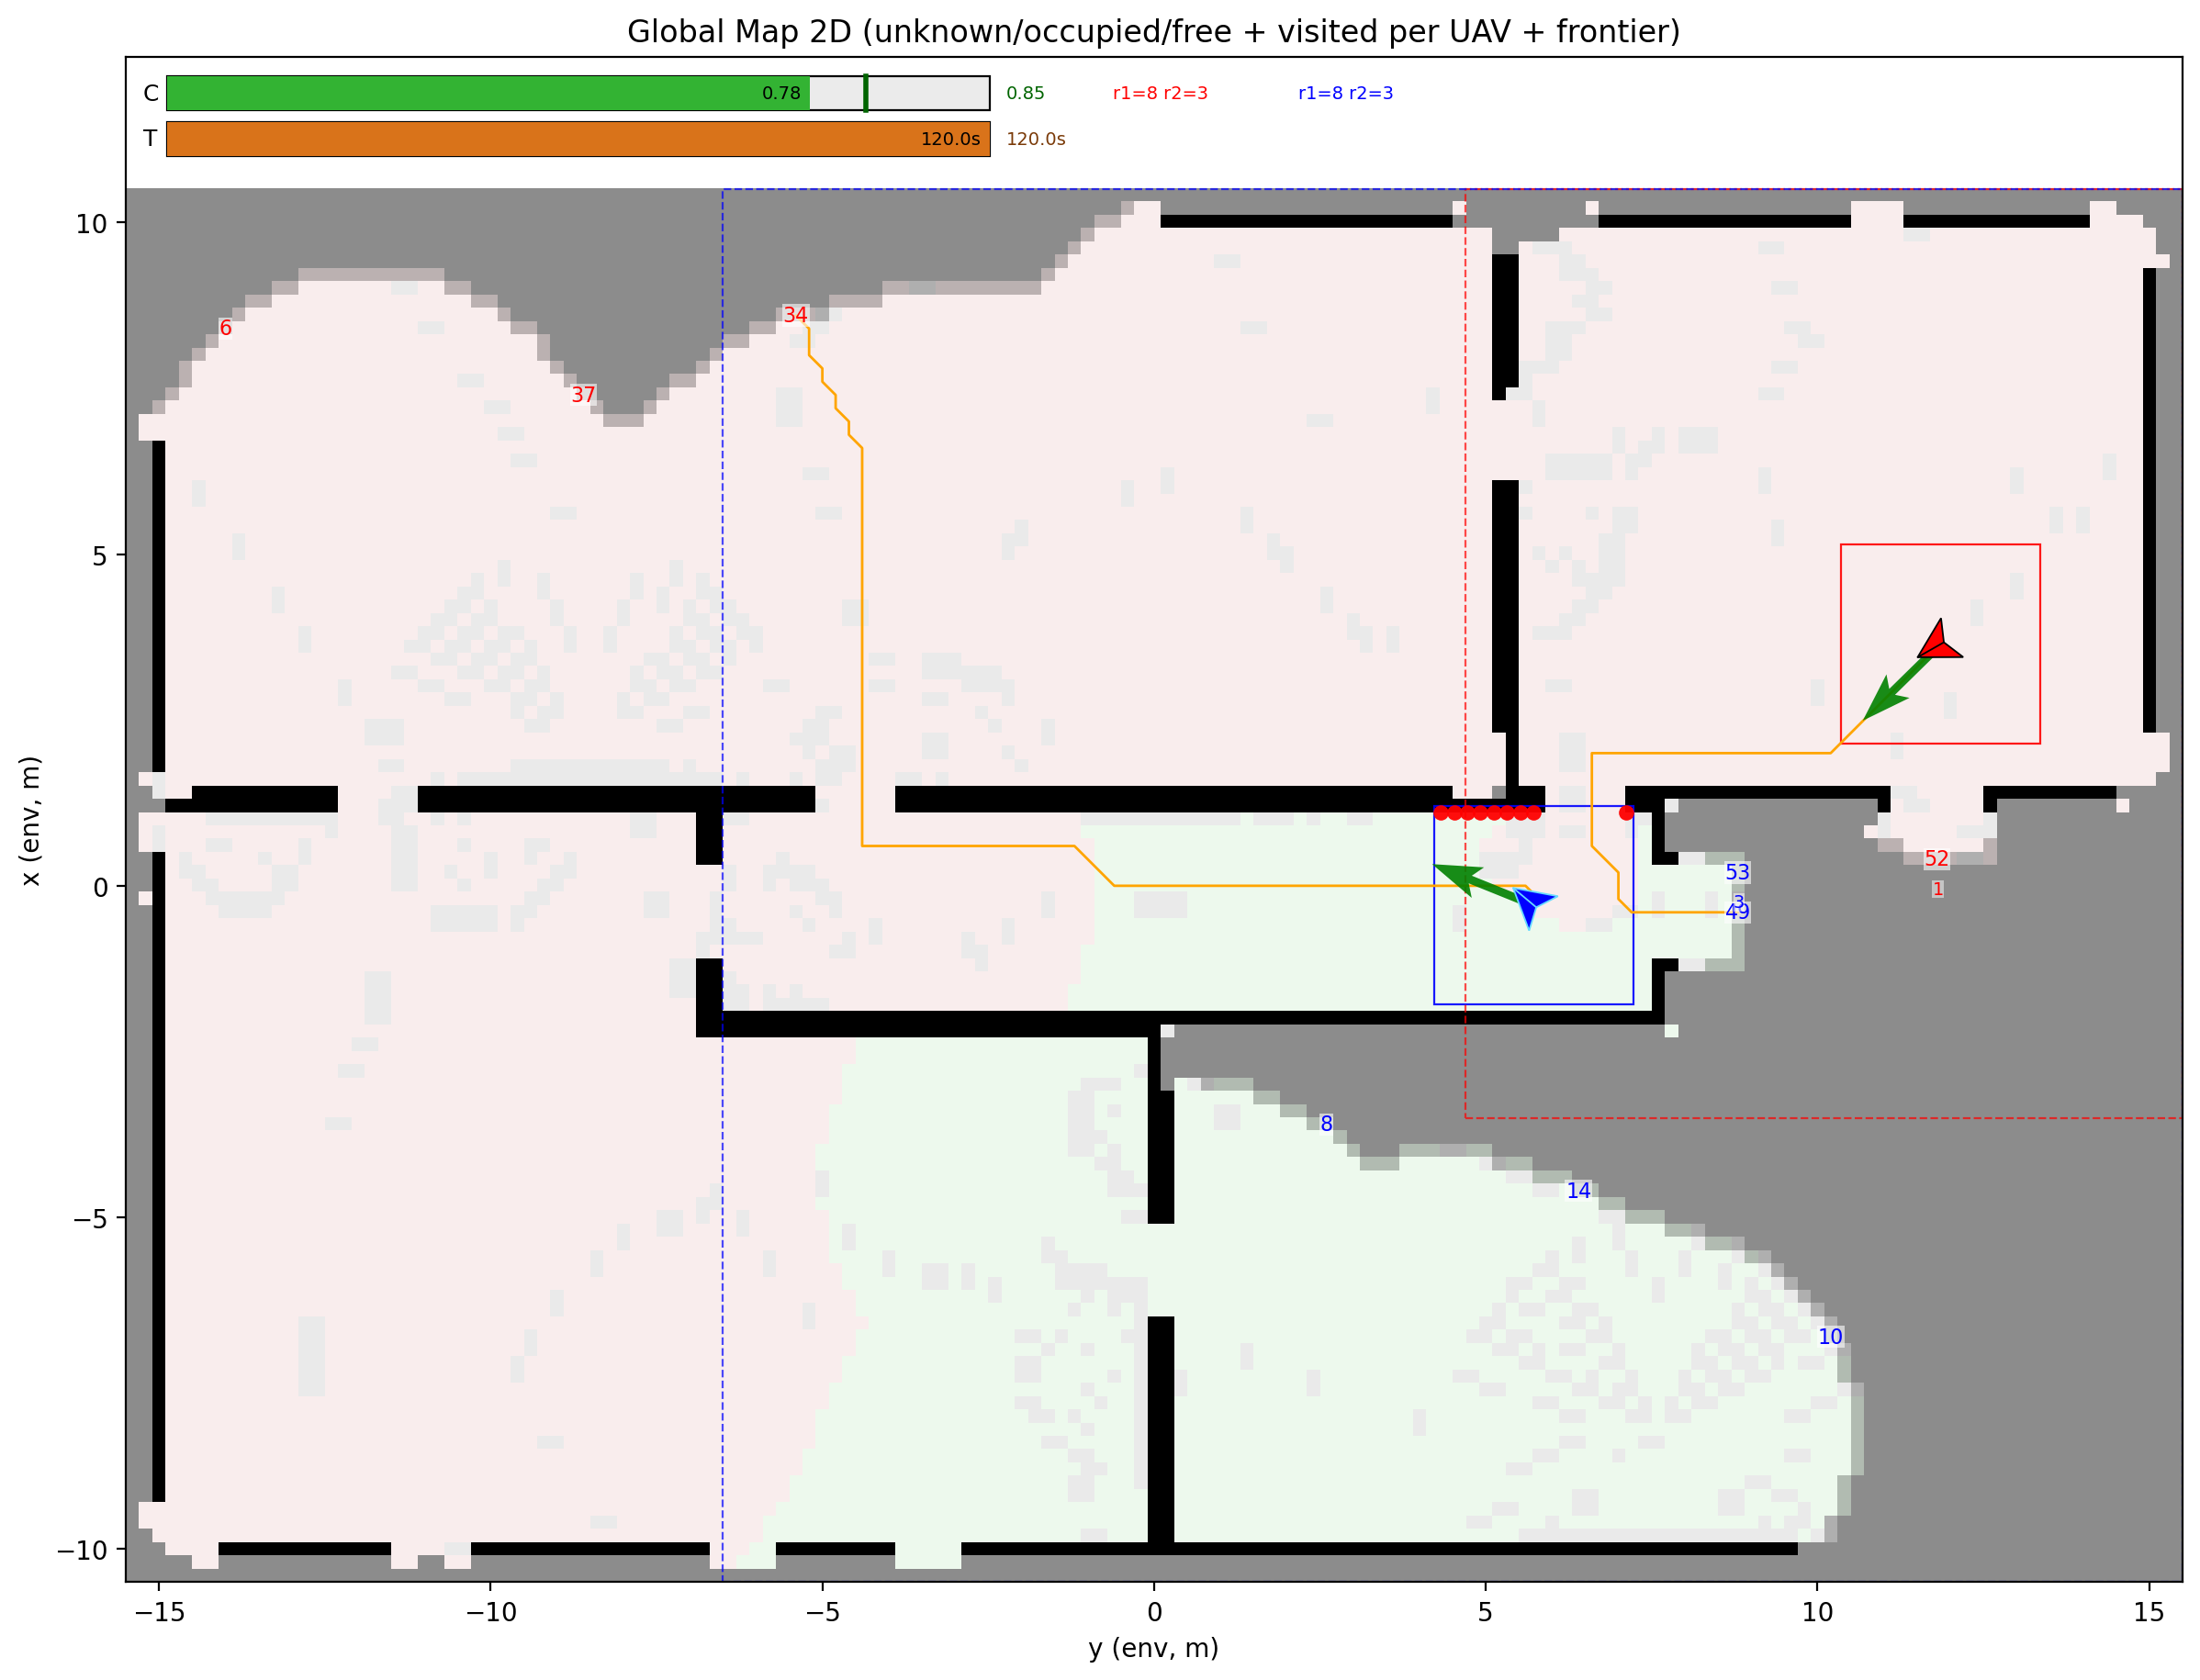 Global Map 2D (unknown/occupied/free + visited per UAV + frontier)
C 0.78 0.85 r1=8 r2=3 r1=8 r2=3
T 120.0s 120.0s
10
5
0
−5
−10
x (env, m)
6
34
37
53
52
3
1
49
8
14
10
−15 −10 −5 0 5 10 15
y (env, m)